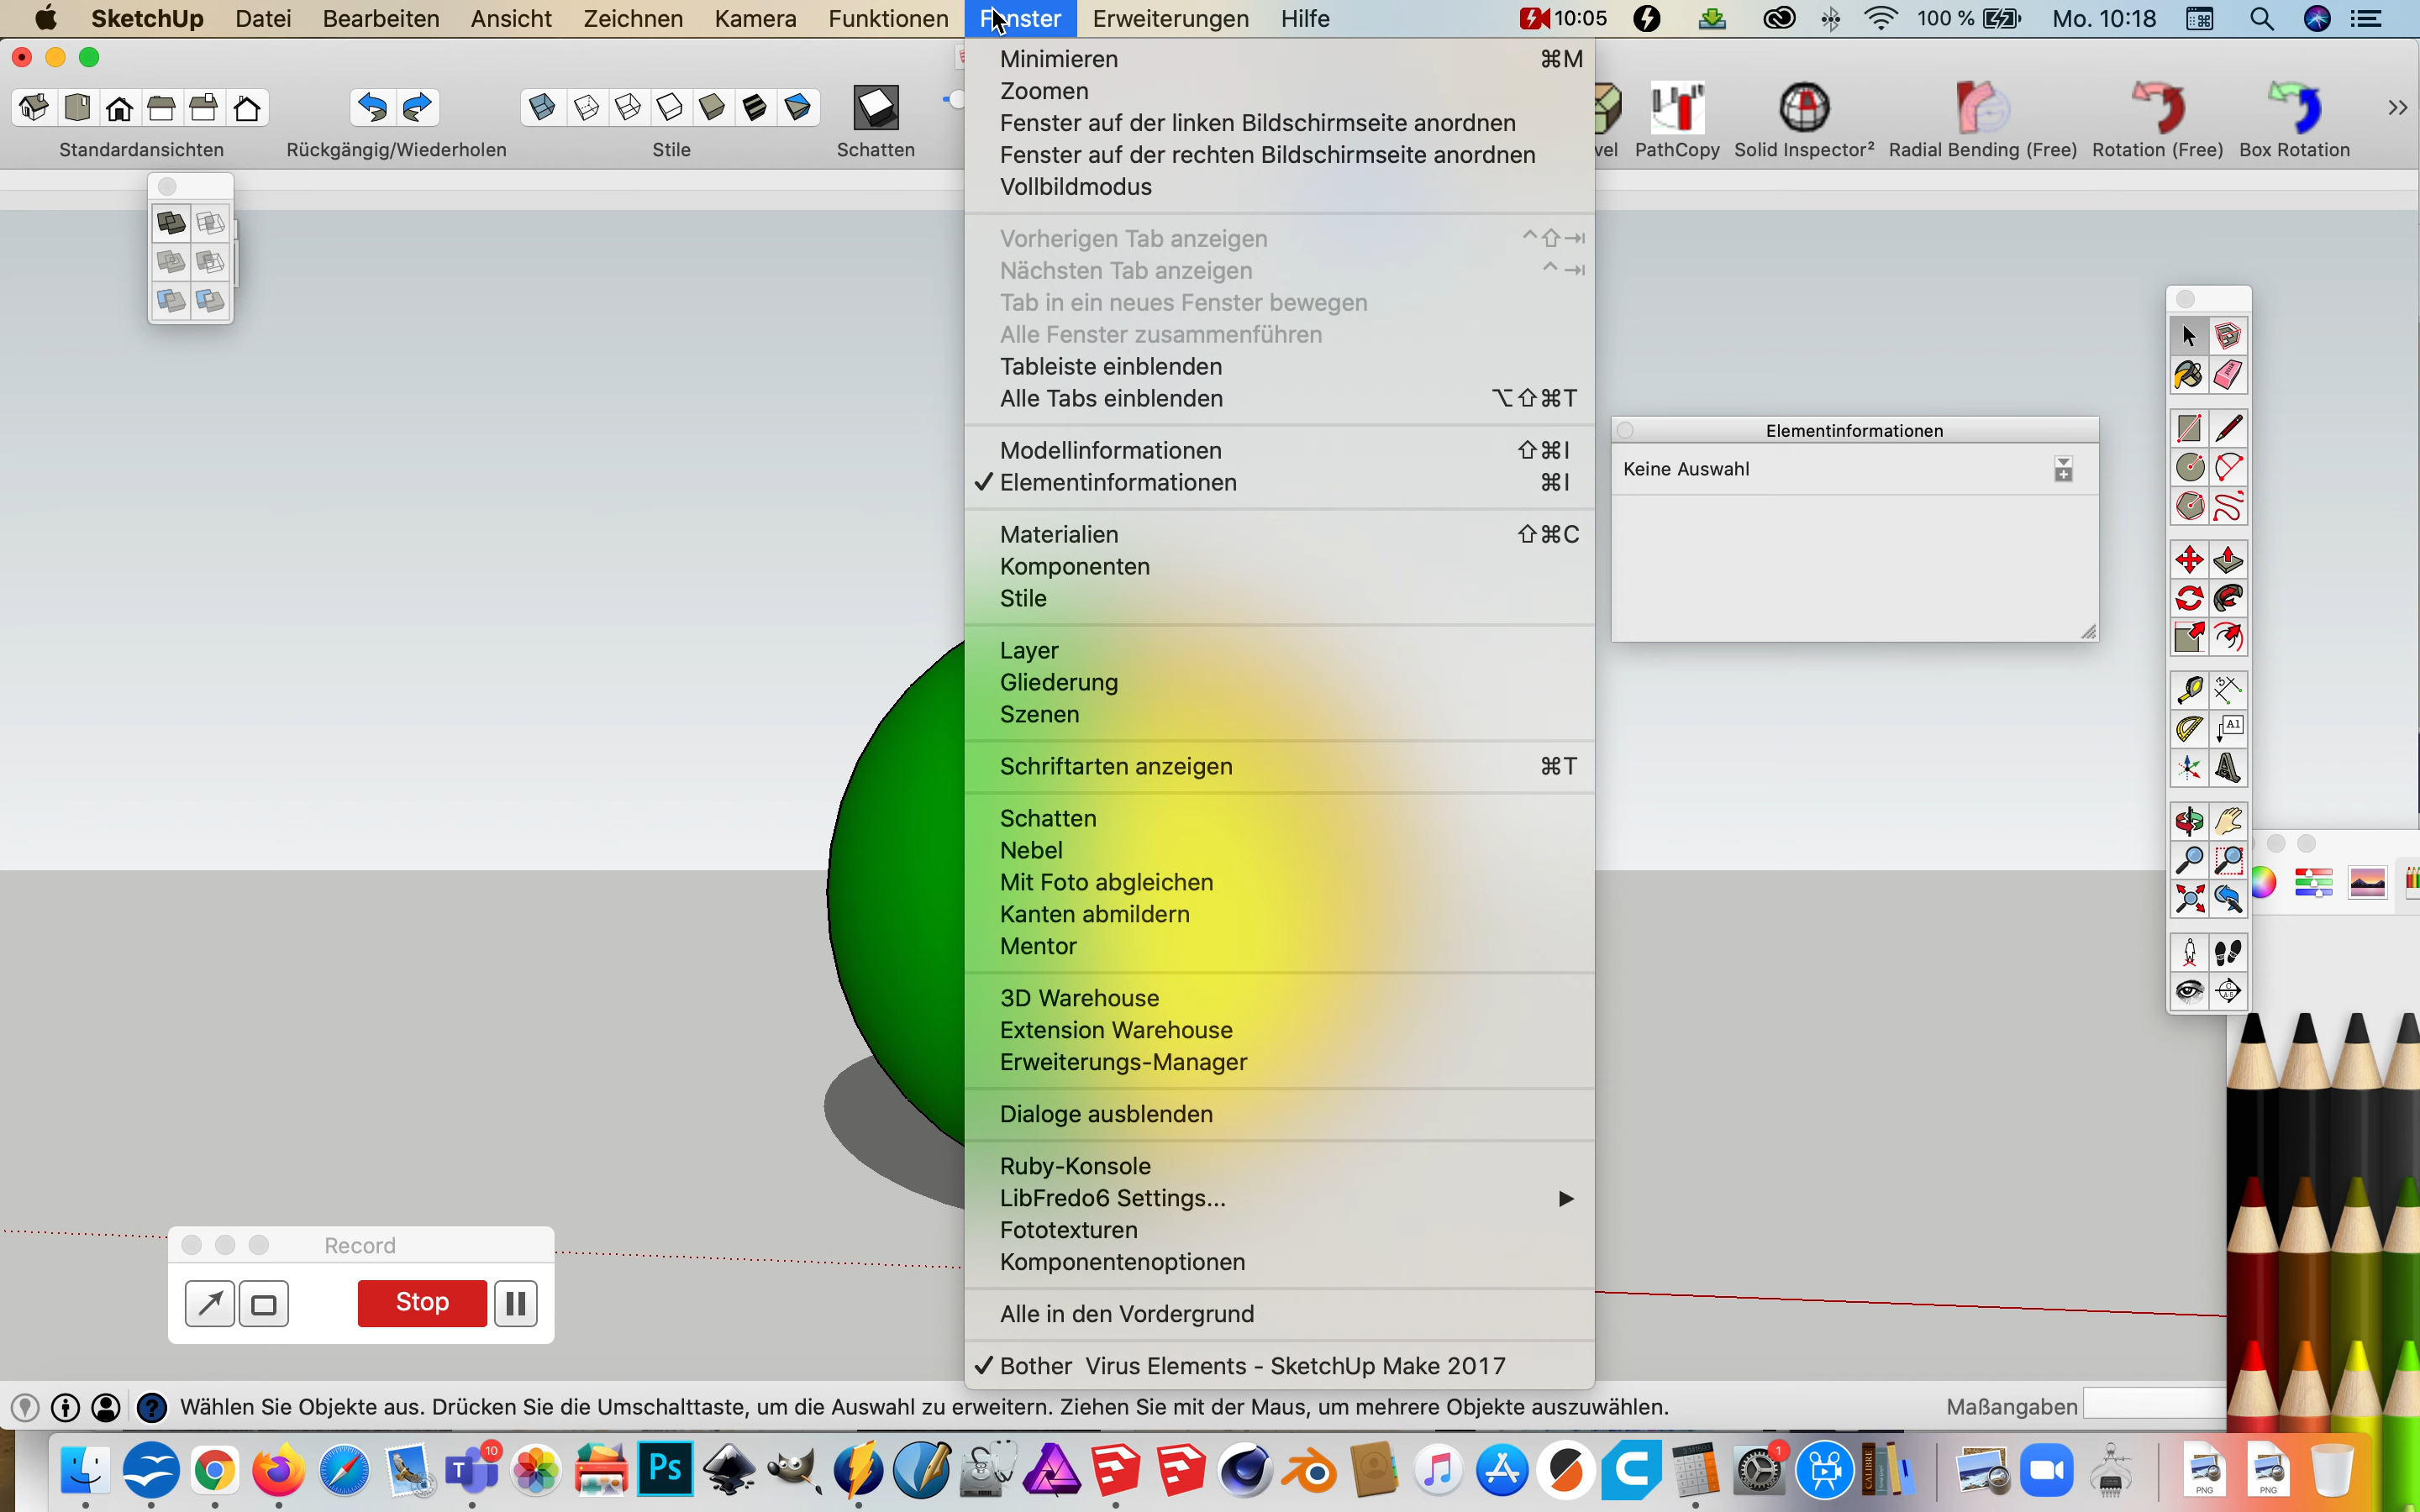 SketchUp Datei Bearbeiten Ansicht Zeichnen Kamera Funktionen Fenster Erweiterungen Hilfe 10:05 100 % Mo. 10:18
Standardansichten Rückgängig/Wiederholen Stile Schatten vel PathCopy Solid Inspector² Radial Bending (Free) Rotation (Free) Box Rotation
Minimieren ⌘M
Zoomen
Fenster auf der linken Bildschirmseite anordnen
Fenster auf der rechten Bildschirmseite anordnen
Vollbildmodus
Vorherigen Tab anzeigen ^⇧⇥
Nächsten Tab anzeigen ^⇥
Tab in ein neues Fenster bewegen
Alle Fenster zusammenführen
Tableiste einblenden
Alle Tabs einblenden ⌥⇧⌘T
Modellinformationen ⇧⌘I
✓ Elementinformationen ⌘I
Materialien ⇧⌘C
Komponenten
Stile
Layer
Gliederung
Szenen
Schriftarten anzeigen ⌘T
Schatten
Nebel
Mit Foto abgleichen
Kanten abmildern
Mentor
3D Warehouse
Extension Warehouse
Erweiterungs-Manager
Dialoge ausblenden
Ruby-Konsole
LibFredo6 Settings...
Fototexturen
Komponentenoptionen
Alle in den Vordergrund
✓ Bother Virus Elements - SketchUp Make 2017
Elementinformationen
Keine Auswahl
A1
Record
Stop
Wählen Sie Objekte aus. Drücken Sie die Umschalttaste, um die Auswahl zu erweitern. Ziehen Sie mit der Maus, um mehrere Objekte auszuwählen.
Maßangaben
T 10 Ps CALIBRE 1 PNG PNG